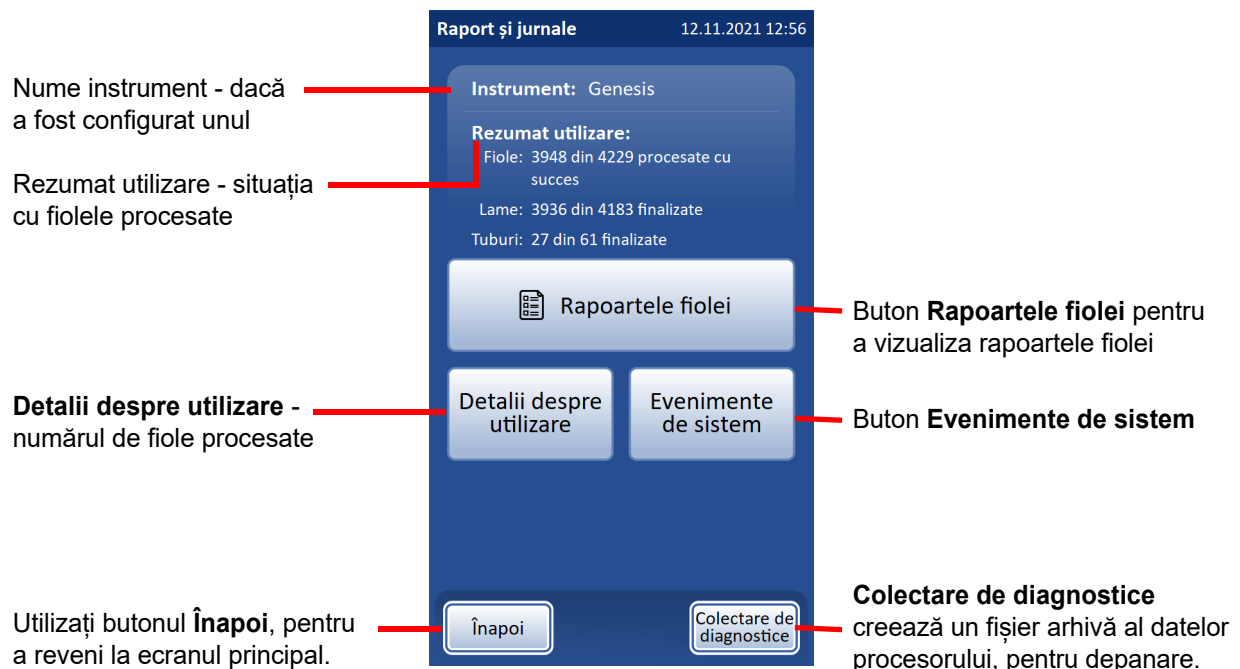 Raport și jurnale 12.11.2021 12:56
Nume instrument - dacă
a fost configurat unul
Instrument: Genesis
Rezumat utilizare - situația
cu fiolele procesate
Rezumat utilizare:
Fiole: 3948 din 4229 procesate cu
succes
Lame: 3936 din 4183 finalizate
Tuburi: 27 din 61 finalizate
Rapoartele fiolei
Buton Rapoartele fiolei pentru
a vizualiza rapoartele fiolei
Detalii despre utilizare -
numărul de fiole procesate
Detalii despre
utilizare
Evenimente
de sistem
Buton Evenimente de sistem
Utilizați butonul Înapoi, pentru
a reveni la ecranul principal.
Înapoi
Colectare de
diagnostice
Colectare de diagnostice
creează un fișier arhivă al datelor
procesorului, pentru depanare.